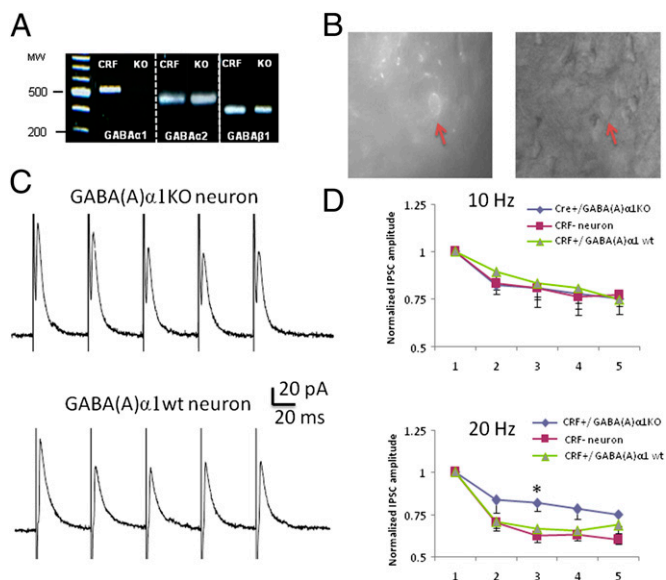 A
MW
CRF KO
CRF KO
CRF KO
500
200
GABAα1
GABAα2
GABAβ1
B
C
GABA(A)α1KO neuron
GABA(A)α1wt neuron
20 pA
20 ms
D
10 Hz
Cre+/GABA(A)α1KO
CRF- neuron
CRF+/GABA(A)α1 wt
Normalized IPSC amplitude
1.25
1
0.75
0.5
1 2 3 4 5
20 Hz
CRF+/GABA(A)α1KO
CRF- neuron
CRF+/GABA(A)α1 wt
Normalized IPSC amplitude
1.25
1
0.75
0.5
*
1 2 3 4 5